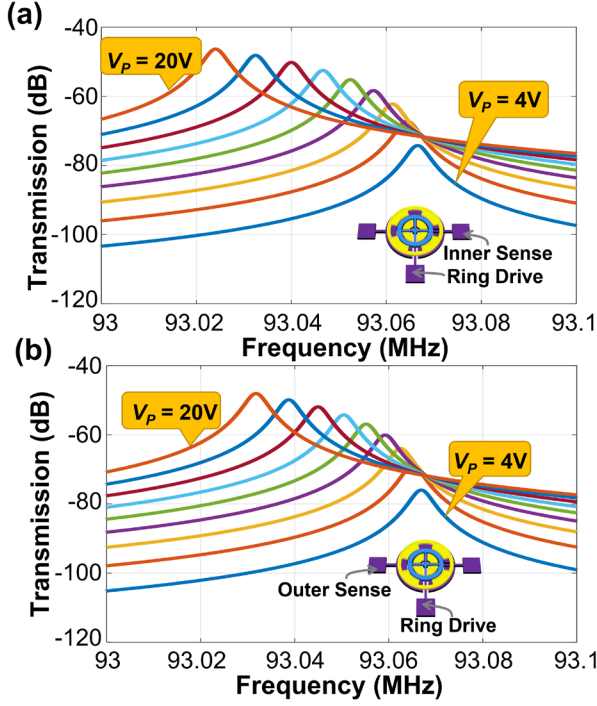 (a)
-40
-60
-80
-100
-120
Transmission (dB)
V_P = 20V
V_P = 4V
Inner Sense
Ring Drive
93 93.02 93.04 93.06 93.08 93.1
Frequency (MHz)
(b)
-40
-60
-80
-100
-120
Transmission (dB)
V_P = 20V
V_P = 4V
Outer Sense
Ring Drive
93 93.02 93.04 93.06 93.08 93.1
Frequency (MHz)